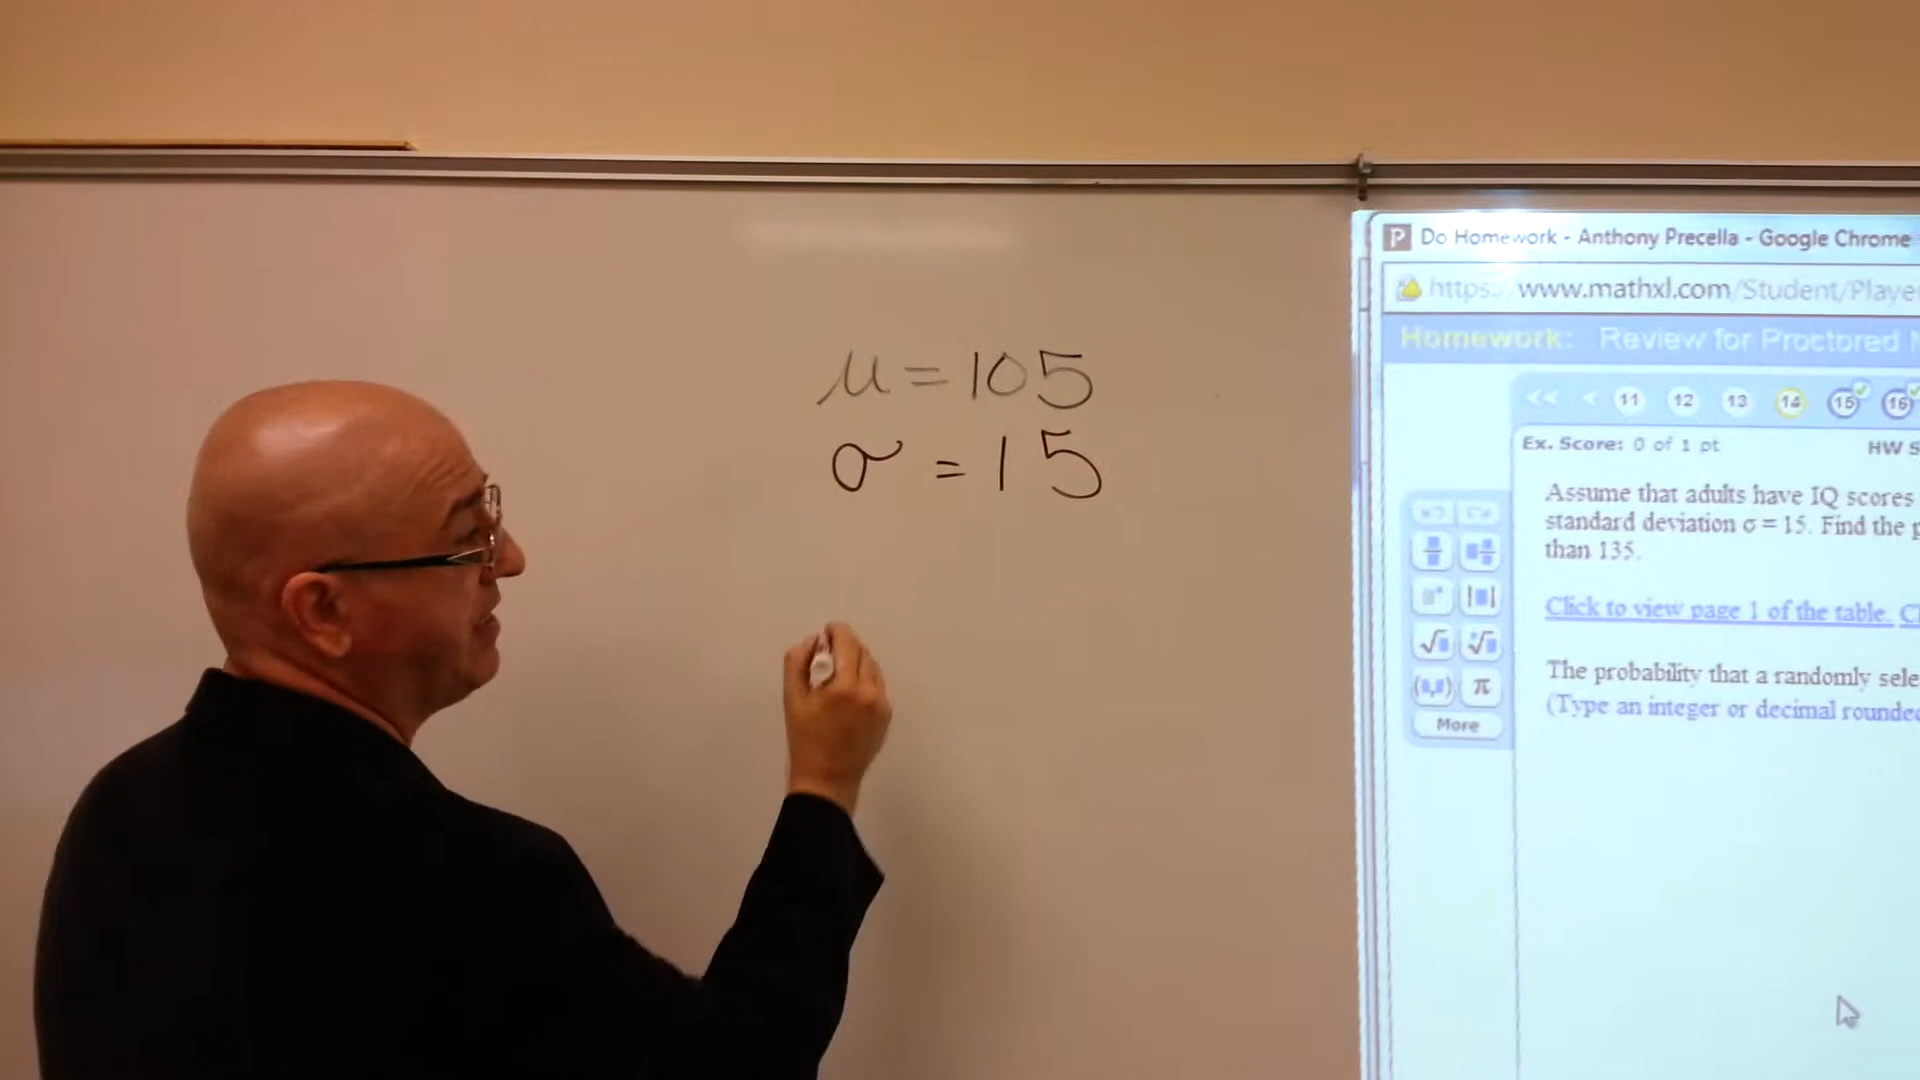 μ = 105
σ = 15
P Do Homework - Anthony Precella - Google Chrome
https://www.mathxl.com/Student/Playe
Homework: Review for Proctored
11 12 13 14 15 16
Ex. Score: 0 of 1 pt HW S
Assume that adults have IQ scores
standard deviation σ = 15. Find the p
than 135.
Click to view page 1 of the table. Cl
The probability that a randomly sele
(Type an integer or decimal rounded
π
More